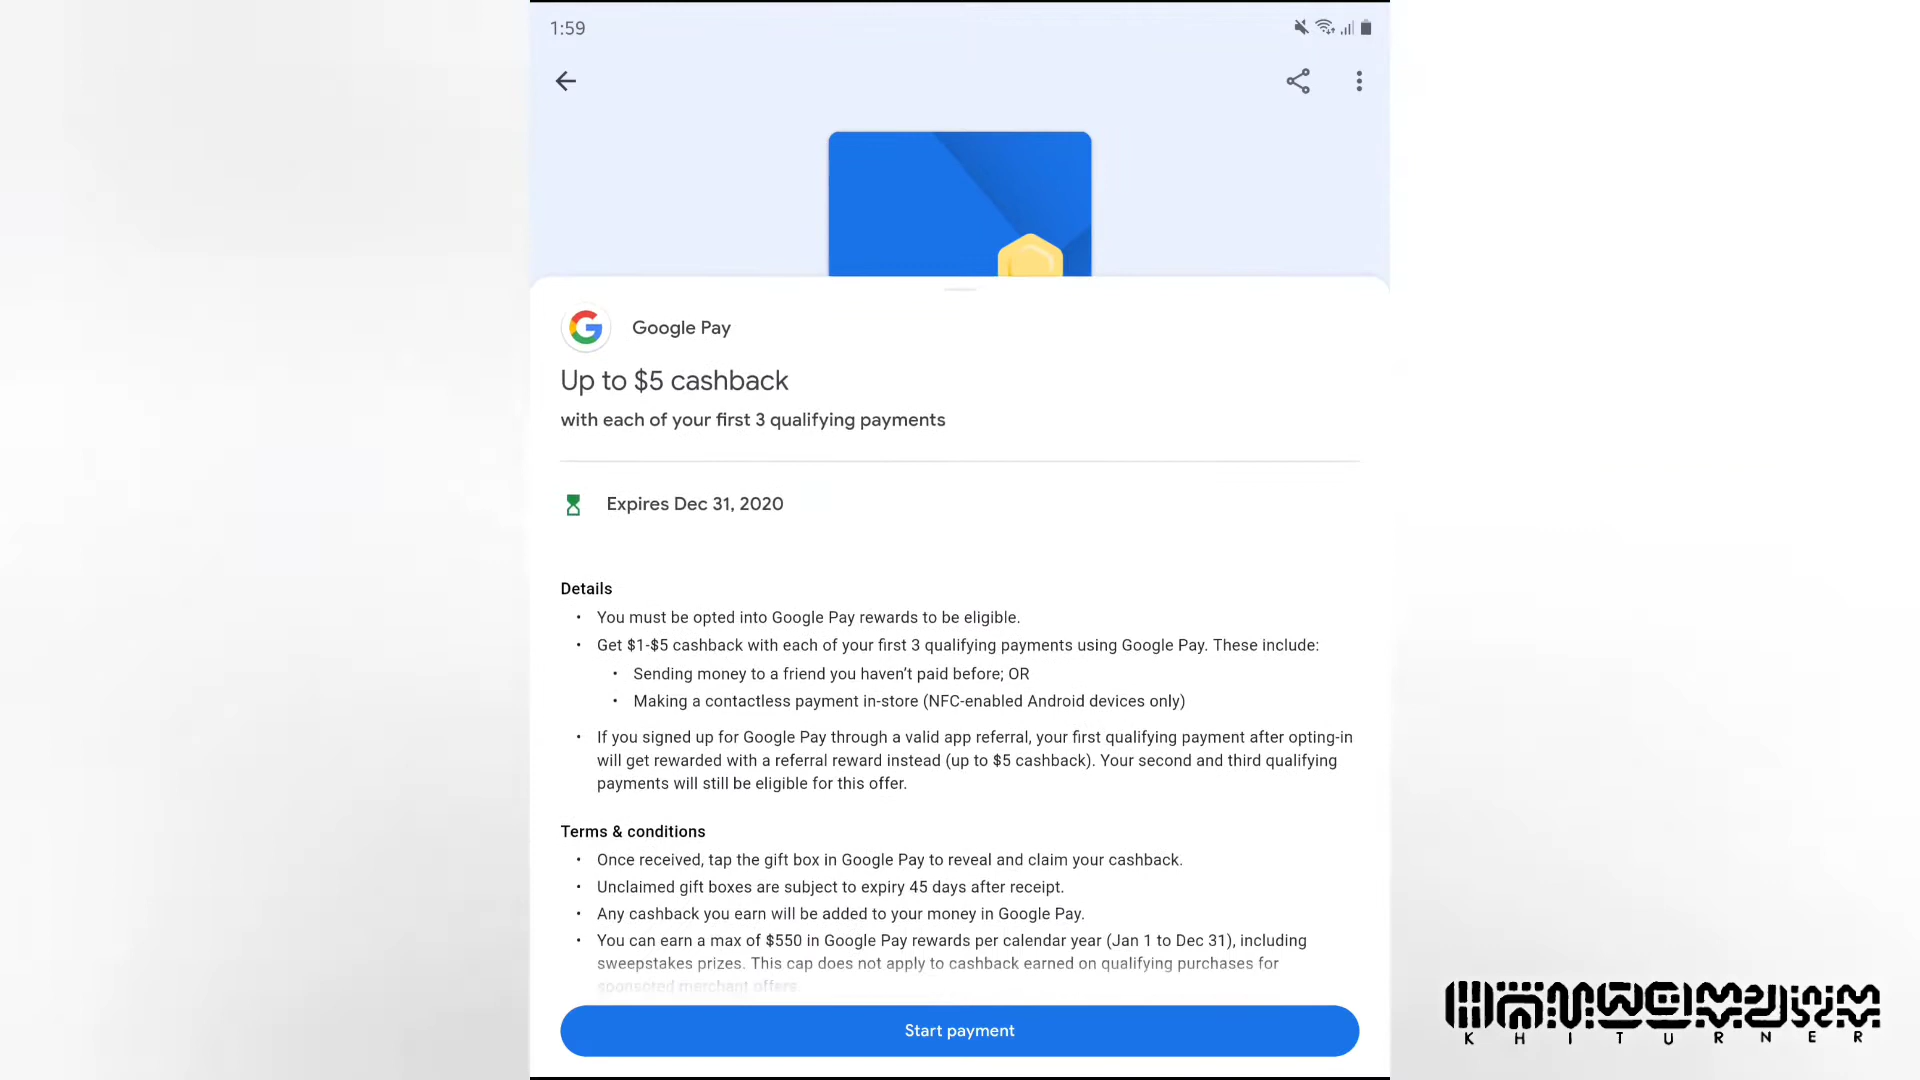 1:59
Google Pay
Up to $5 cashback
with each of your first 3 qualifying payments
Expires Dec 31, 2020
Details
• You must be opted into Google Pay rewards to be eligible.
• Get $1-$5 cashback with each of your first 3 qualifying payments using Google Pay. These include:
• Sending money to a friend you haven’t paid before; OR
• Making a contactless payment in-store (NFC-enabled Android devices only)
• If you signed up for Google Pay through a valid app referral, your first qualifying payment after opting-in
will get rewarded with a referral reward instead (up to $5 cashback). Your second and third qualifying
payments will still be eligible for this offer.
Terms & conditions
• Once received, tap the gift box in Google Pay to reveal and claim your cashback.
• Unclaimed gift boxes are subject to expiry 45 days after receipt.
• Any cashback you earn will be added to your money in Google Pay.
• You can earn a max of $550 in Google Pay rewards per calendar year (Jan 1 to Dec 31), including
sweepstakes prizes. This cap does not apply to cashback earned on qualifying purchases for
merchant offers
Start payment
KHITURNER